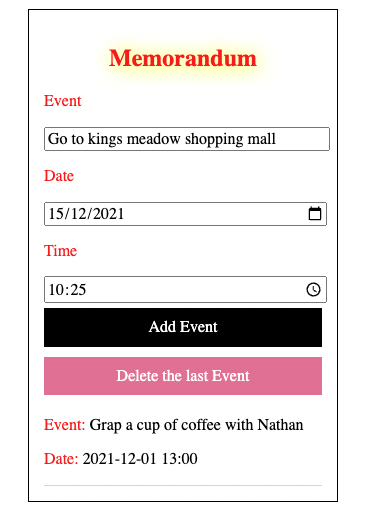 Memorandum
Event
Go to kings meadow shopping mall
Date
15/12/2021
Time
10:25
Add Event
Delete the last Event
Event: Grap a cup of coffee with Nathan
Date: 2021-12-01 13:00